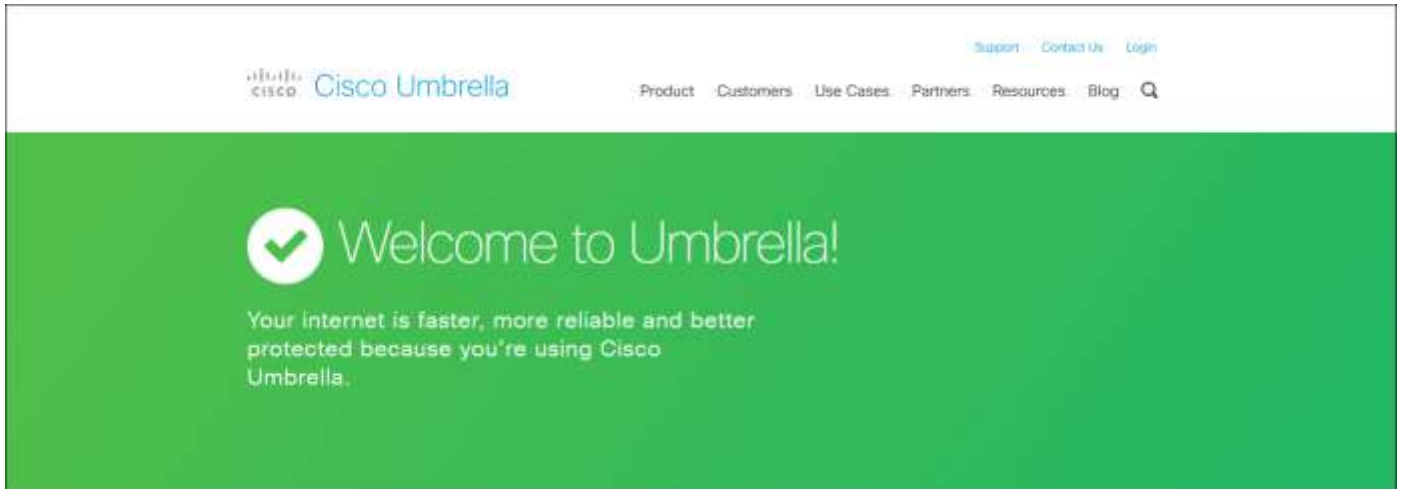 Support Contact Us Login
CISCO Cisco Umbrella
Product Customers Use Cases Partners Resources Blog
Welcome to Umbrella!
Your internet is faster, more reliable and better
protected because you're using Cisco
Umbrella.